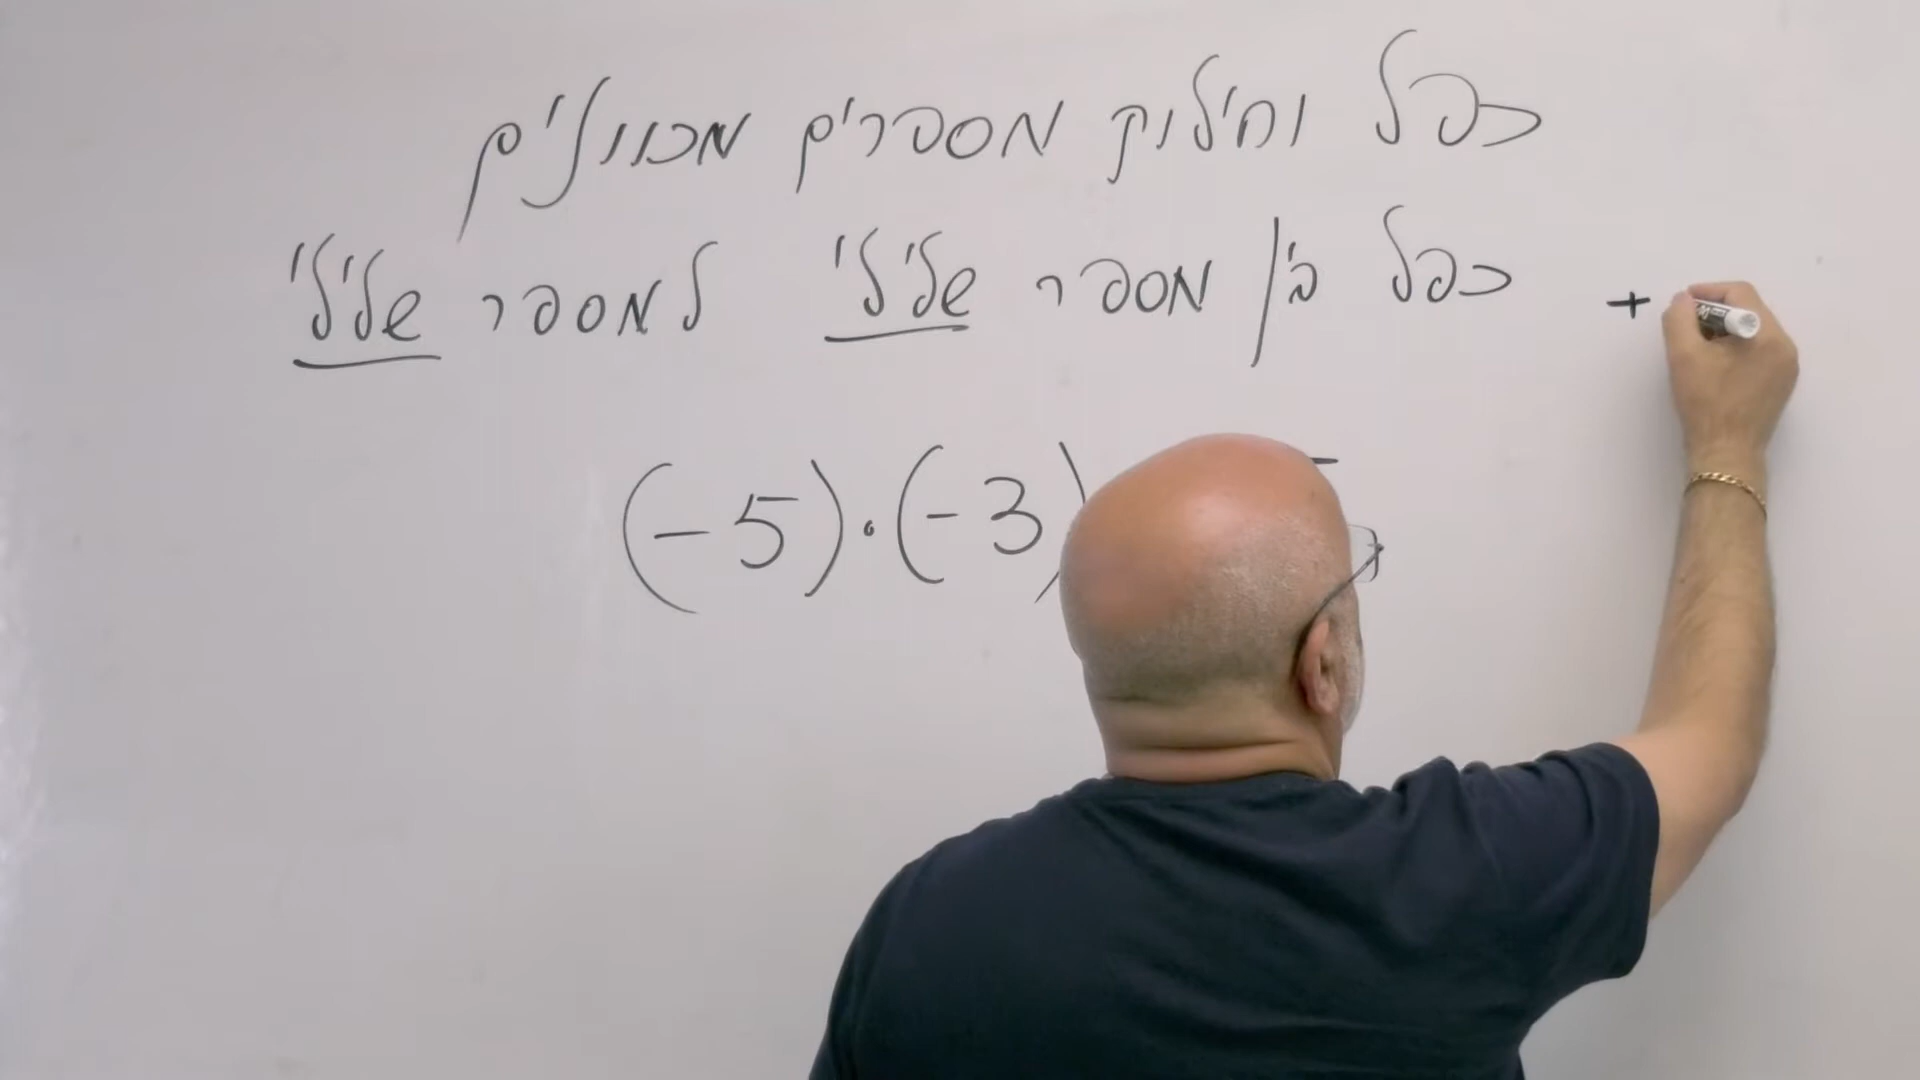 כפל וחילוק מספרים מכוונים
כפל בין מספר שלילי למספר שלילי
+
(-5)·(-3)